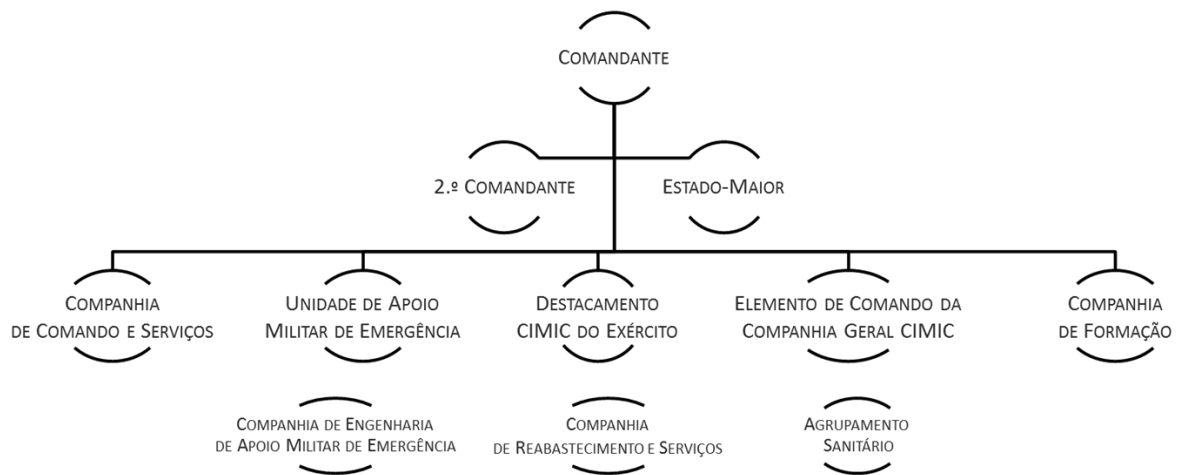 Comandante
2.º Comandante
Estado-Maior
Companhia
de Comando e Serviços
Unidade de Apoio
Militar de Emergência
Destacamento
CIMIC do Exército
Elemento de Comando da
Companhia Geral CIMIC
Companhia
de Formação
Companhia de Engenharia
de Apoio Militar de Emergência
Companhia
de Reabastecimento e Serviços
Agrupamento
Sanitário